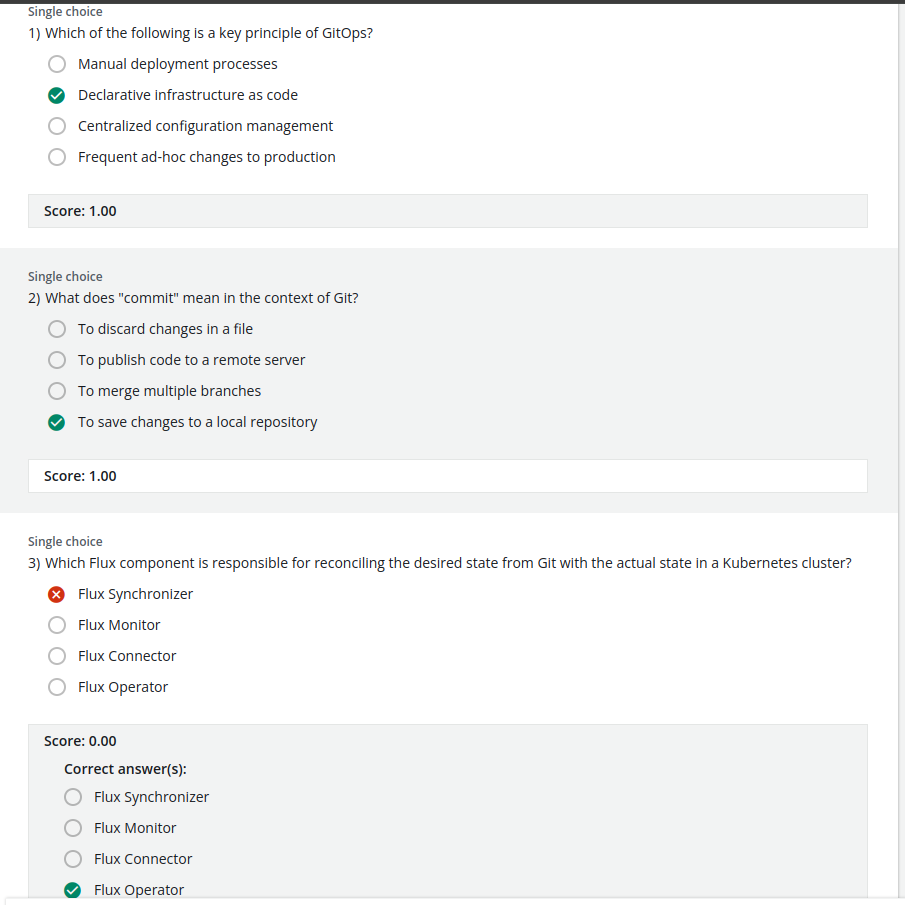 Single choice
1) Which of the following is a key principle of GitOps?
Manual deployment processes
Declarative infrastructure as code
Centralized configuration management
Frequent ad-hoc changes to production
Score: 1.00
Single choice
2) What does "commit" mean in the context of Git?
To discard changes in a file
To publish code to a remote server
To merge multiple branches
To save changes to a local repository
Score: 1.00
Single choice
3) Which Flux component is responsible for reconciling the desired state from Git with the actual state in a Kubernetes cluster?
Flux Synchronizer
Flux Monitor
Flux Connector
Flux Operator
Score: 0.00
Correct answer(s):
Flux Synchronizer
Flux Monitor
Flux Connector
Flux Operator